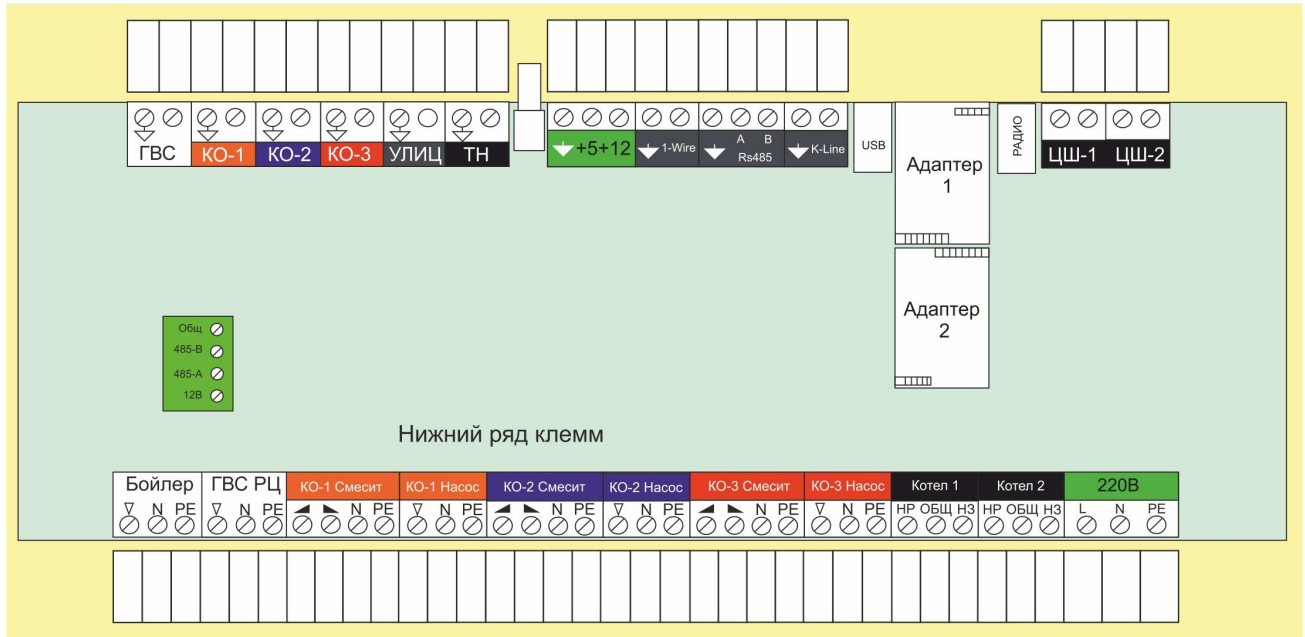 ГВС КО-1 КО-2 КО-3 УЛИЦ ТН
+5+12 1-Wire A B Rs485 K-Line
USB
Адаптер
1
РАДИО
ЦШ-1 ЦШ-2
Адаптер
2
Общ
485-В
485-А
12В
Нижний ряд клемм
Бойлер ГВС РЦ КО-1 Смесит КО-1 Насос КО-2 Смесит КО-2 Насос КО-3 Смесит КО-3 Насос Котел 1 Котел 2 220В
N PE N PE N PE N PE N PE N PE N PE N PE НР ОБЩ НЗ НР ОБЩ НЗ L N PE